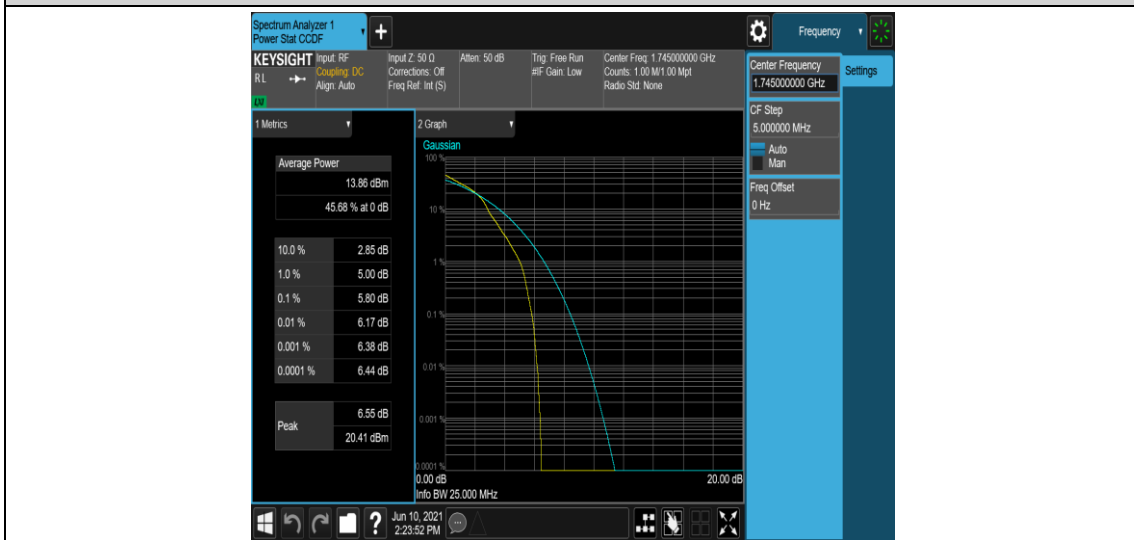 Spectrum Analyzer 1
Power Stat CCDF
Frequency
KEYSIGHT
RL
LXI
Input: RF
Coupling: DC
Align: Auto
Input Z: 50 Ω
Corrections: Off
Freq Ref: Int (S)
Atten: 50 dB
Trig: Free Run
#IF Gain: Low
Center Freq: 1.745000000 GHz
Counts: 1.00 M/1.00 Mpt
Radio Std: None
Center Frequency
1.745000000 GHz
Settings
CF Step
5.000000 MHz
Auto
Man
Freq Offset
0 Hz
1 Metrics
Average Power
13.86 dBm
45.68 % at 0 dB
10.0 % 2.85 dB
1.0 % 5.00 dB
0.1 % 5.80 dB
0.01 % 6.17 dB
0.001 % 6.38 dB
0.0001 % 6.44 dB
Peak
6.55 dB
20.41 dBm
2 Graph
Gaussian
100 %
10 %
1 %
0.1 %
0.01 %
0.001 %
0.0001 %
0.00 dB
20.00 dB
Info BW 25.000 MHz
?
Jun 10, 2021
2:23:52 PM